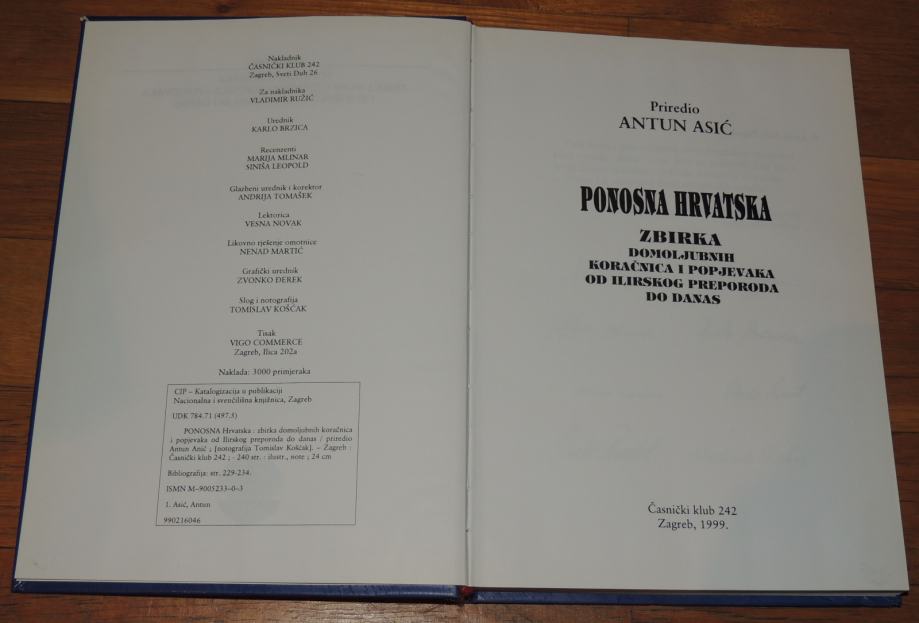 Nakladnik
ČASNIČKI KLUB 242
Zagreb, Sveti Duh 26
Za nakladnika
VLADIMIR RUŽIĆ
Urednik
KARLO BRZICA
Recenzenti
MARIJA MLINAR
SINIŠA LEOPOLD
Glazbeni urednik i korektor
ANDRIJA TOMAŠEK
Lektorica
VESNA NOVAK
Likovno rješenje omotnice
NENAD MARTIĆ
Grafički urednik
ZVONKO ĐEREK
Slog i notografija
TOMISLAV KOŠČAK
Tisak
VIGO COMMERCE
Zagreb, Ilica 202a
Naklada: 3000 primjeraka
CIP – Katalogizacija u publikaciji
Nacionalna i sveučilišna knjižnica, Zagreb
UDK 784.71 (497.5)
PONOSNA Hrvatska : zbirka domoljubnih koračnica
i popjevaka od Ilirskog preporoda do danas / priredio
Antun Asić ; [notografija Tomislav Košćak]. – Zagreb :
Časnički klub 242 ; - 240 str. : ilustr., note ; 24 cm
Bibliografija: str. 229-234.
ISMN M–9005233–0–3
1. Asić, Antun
990216046
Priredio
ANTUN ASIĆ
PONOSNA HRVATSKA
ZBIRKA
DOMOLJUBNIH
KORAČNICA I POPJEVAKA
OD ILIRSKOG PREPORODA
DO DANAS
Časnički klub 242
Zagreb, 1999.